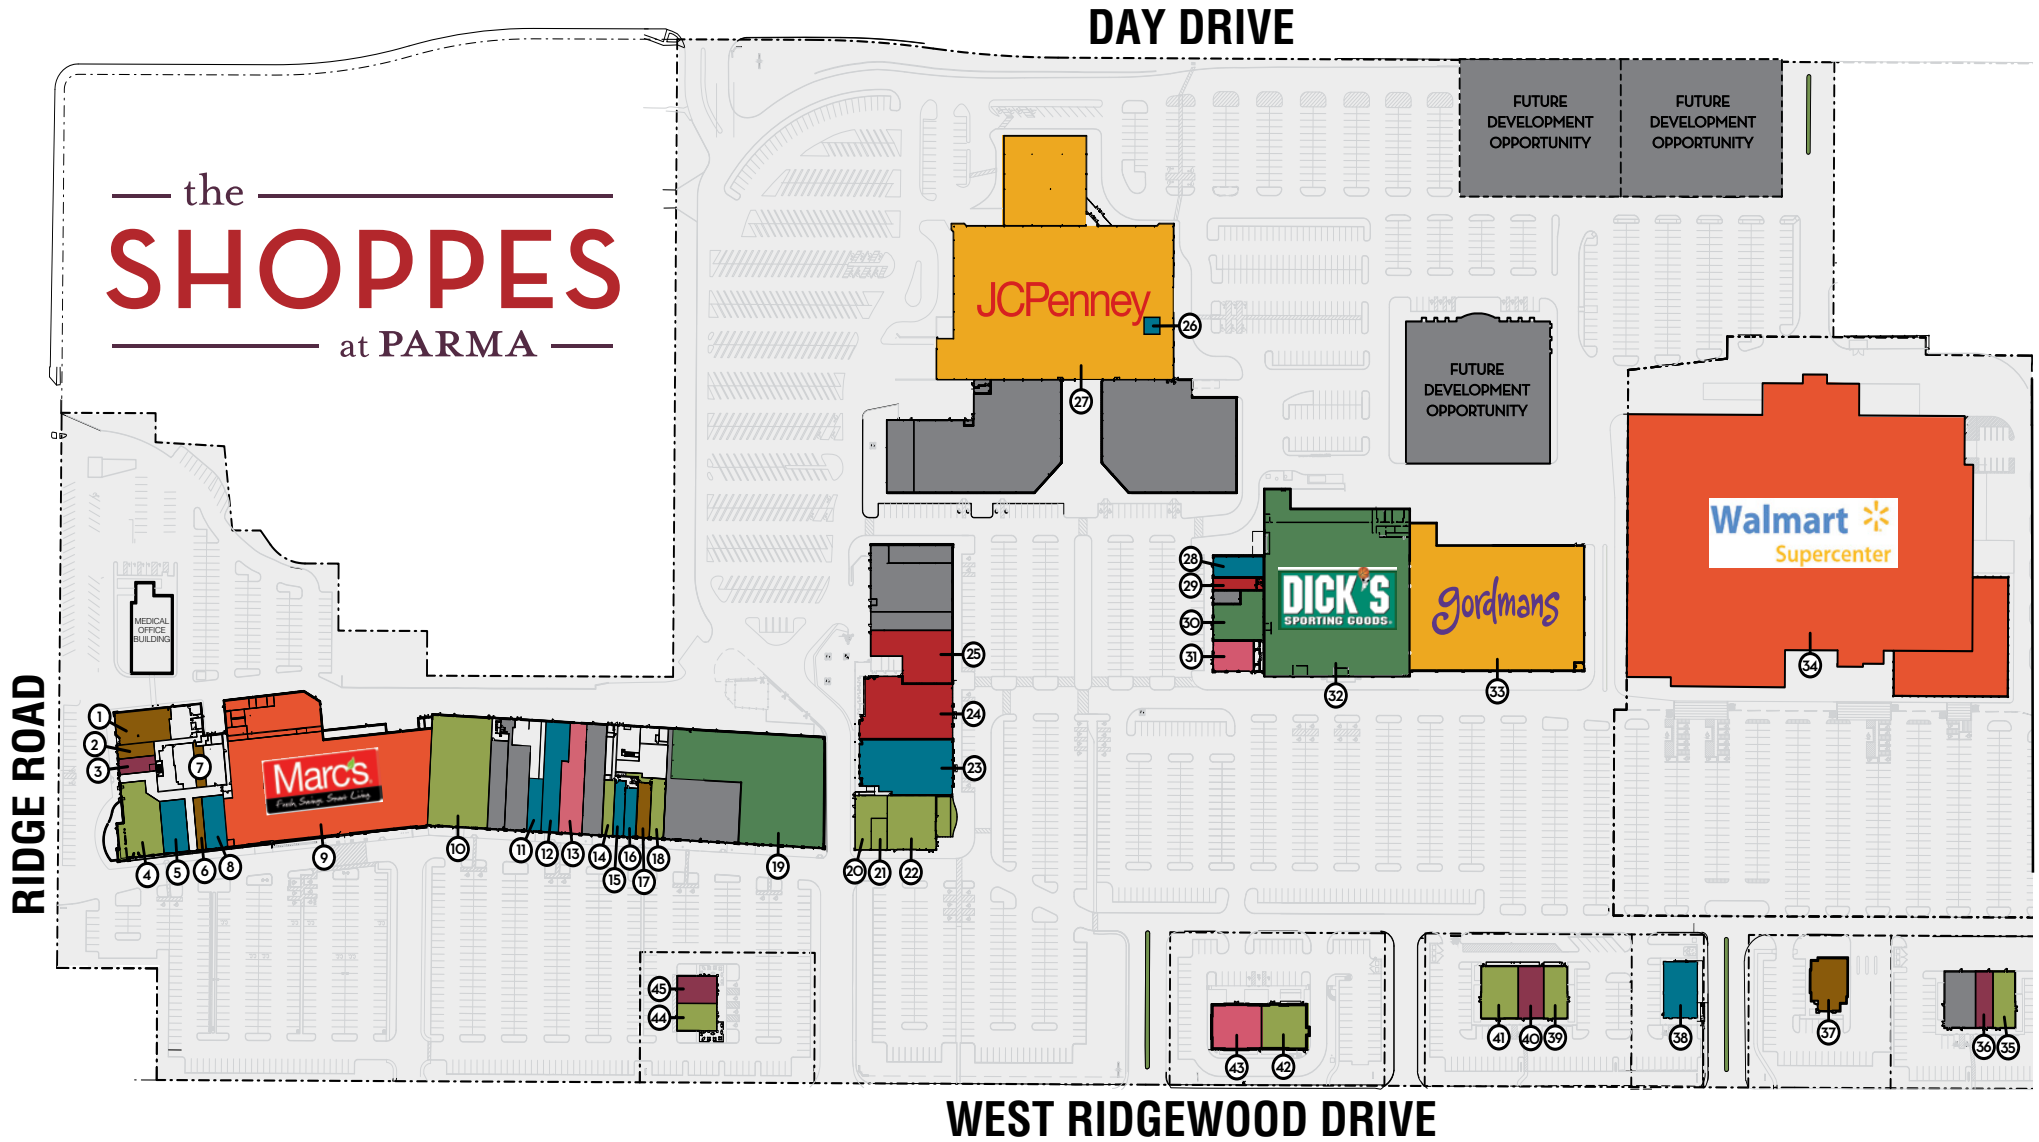 DAY DRIVE
FUTURE
DEVELOPMENT
OPPORTUNITY
FUTURE
DEVELOPMENT
OPPORTUNITY
the
SHOPPES
at PARMA
JCPenney
26
27
FUTURE
DEVELOPMENT
OPPORTUNITY
Walmart
Supercenter
34
28
29
30
31
DICK'S
SPORTING GOODS.
32
gordmans
33
MEDICAL
OFFICE
BUILDING
RIDGE ROAD
1
2
3
7
4
5
6
8
Marc's
Fresh. Savings. Smart Living.
9
10
11
12
13
14
15
16
17
18
19
25
24
23
20
21
22
45
44
43
42
41
40
39
38
37
36
35
WEST RIDGEWOOD DRIVE